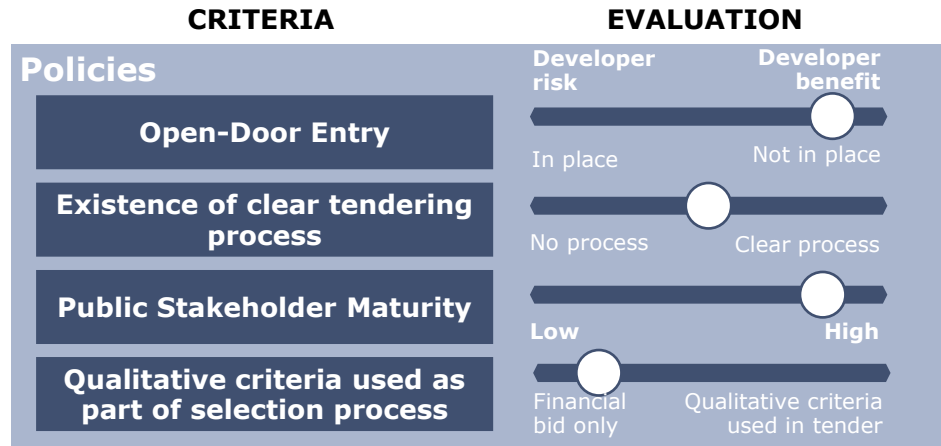 CRITERIA
EVALUATION
Policies
Developer
risk
Developer
benefit
Open-Door Entry
In place
Not in place
Existence of clear tendering
process
No process
Clear process
Public Stakeholder Maturity
Low
High
Qualitative criteria used as
part of selection process
Financial
bid only
Qualitative criteria
used in tender